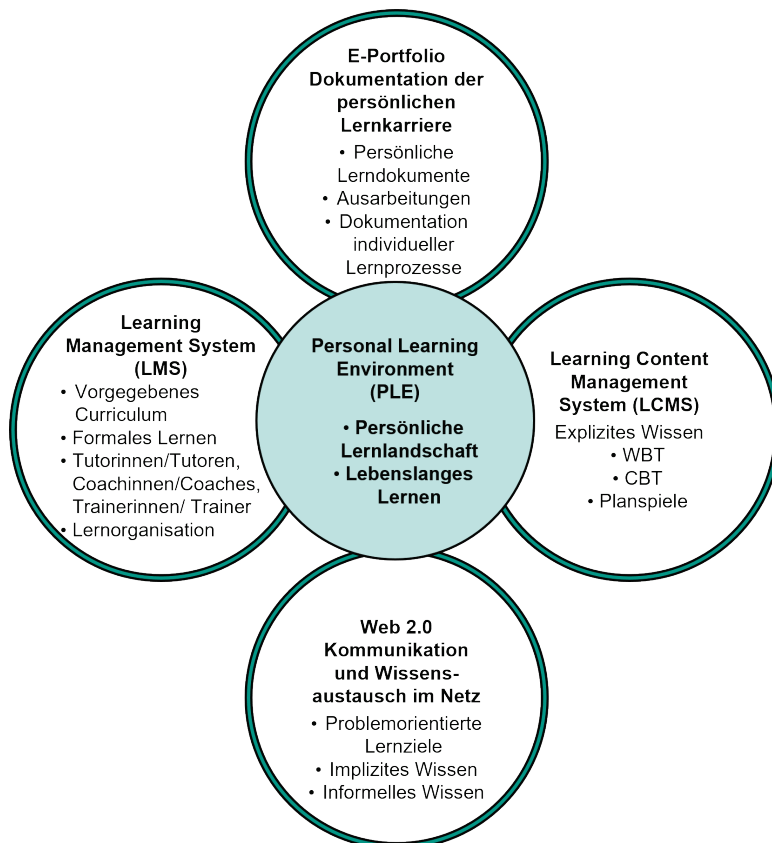 E-Portfolio
Dokumentation der
persönlichen
Lernkarriere
• Persönliche
Lerndokumente
• Ausarbeitungen
• Dokumentation
individueller
Lernprozesse
Learning
Management System
(LMS)
• Vorgegebenes
Curriculum
• Formales Lernen
• Tutorinnen/Tutoren,
Coachinnen/Coaches,
Trainerinnen/ Trainer
• Lernorganisation
Personal Learning
Environment
(PLE)
• Persönliche
Lernlandschaft
• Lebenslanges
Lernen
Learning Content
Management
System (LCMS)
Explizites Wissen
• WBT
• CBT
• Planspiele
Web 2.0
Kommunikation
und Wissens-
austausch im Netz
• Problemorientierte
Lernziele
• Implizites Wissen
• Informelles Wissen